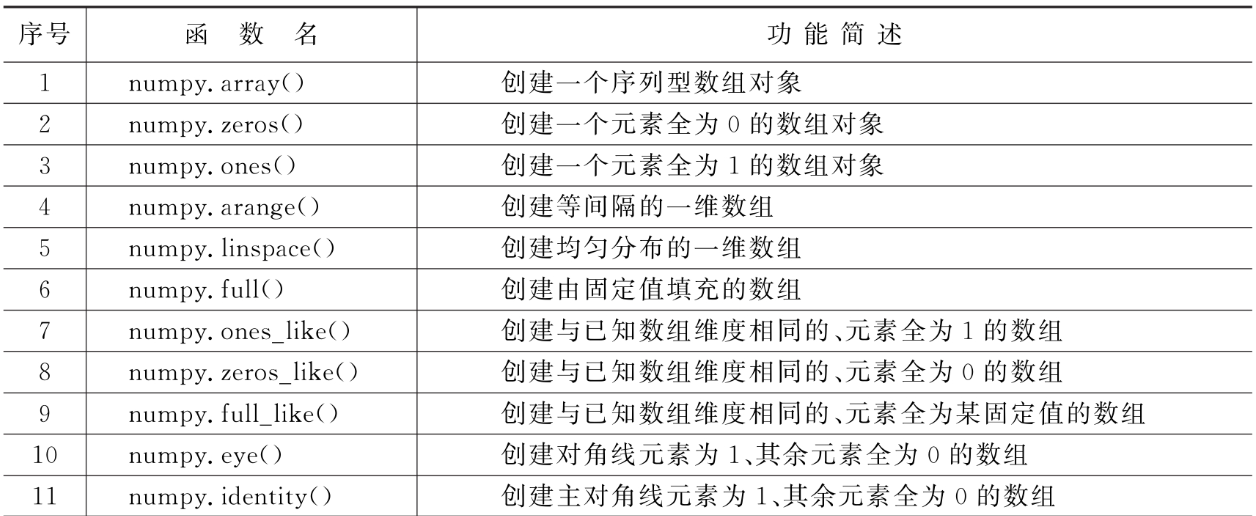 序号 函 数 名 功 能 简 述
1 numpy.array() 创建一个序列型数组对象
2 numpy.zeros() 创建一个元素全为 0 的数组对象
3 numpy.ones() 创建一个元素全为 1 的数组对象
4 numpy.arange() 创建等间隔的一维数组
5 numpy.linspace() 创建均匀分布的一维数组
6 numpy.full() 创建由固定值填充的数组
7 numpy.ones_like() 创建与已知数组维度相同的、元素全为 1 的数组
8 numpy.zeros_like() 创建与已知数组维度相同的、元素全为 0 的数组
9 numpy.full_like() 创建与已知数组维度相同的、元素全为某固定值的数组
10 numpy.eye() 创建对角线元素为 1、其余元素全为 0 的数组
11 numpy.identity() 创建主对角线元素为 1、其余元素全为 0 的数组